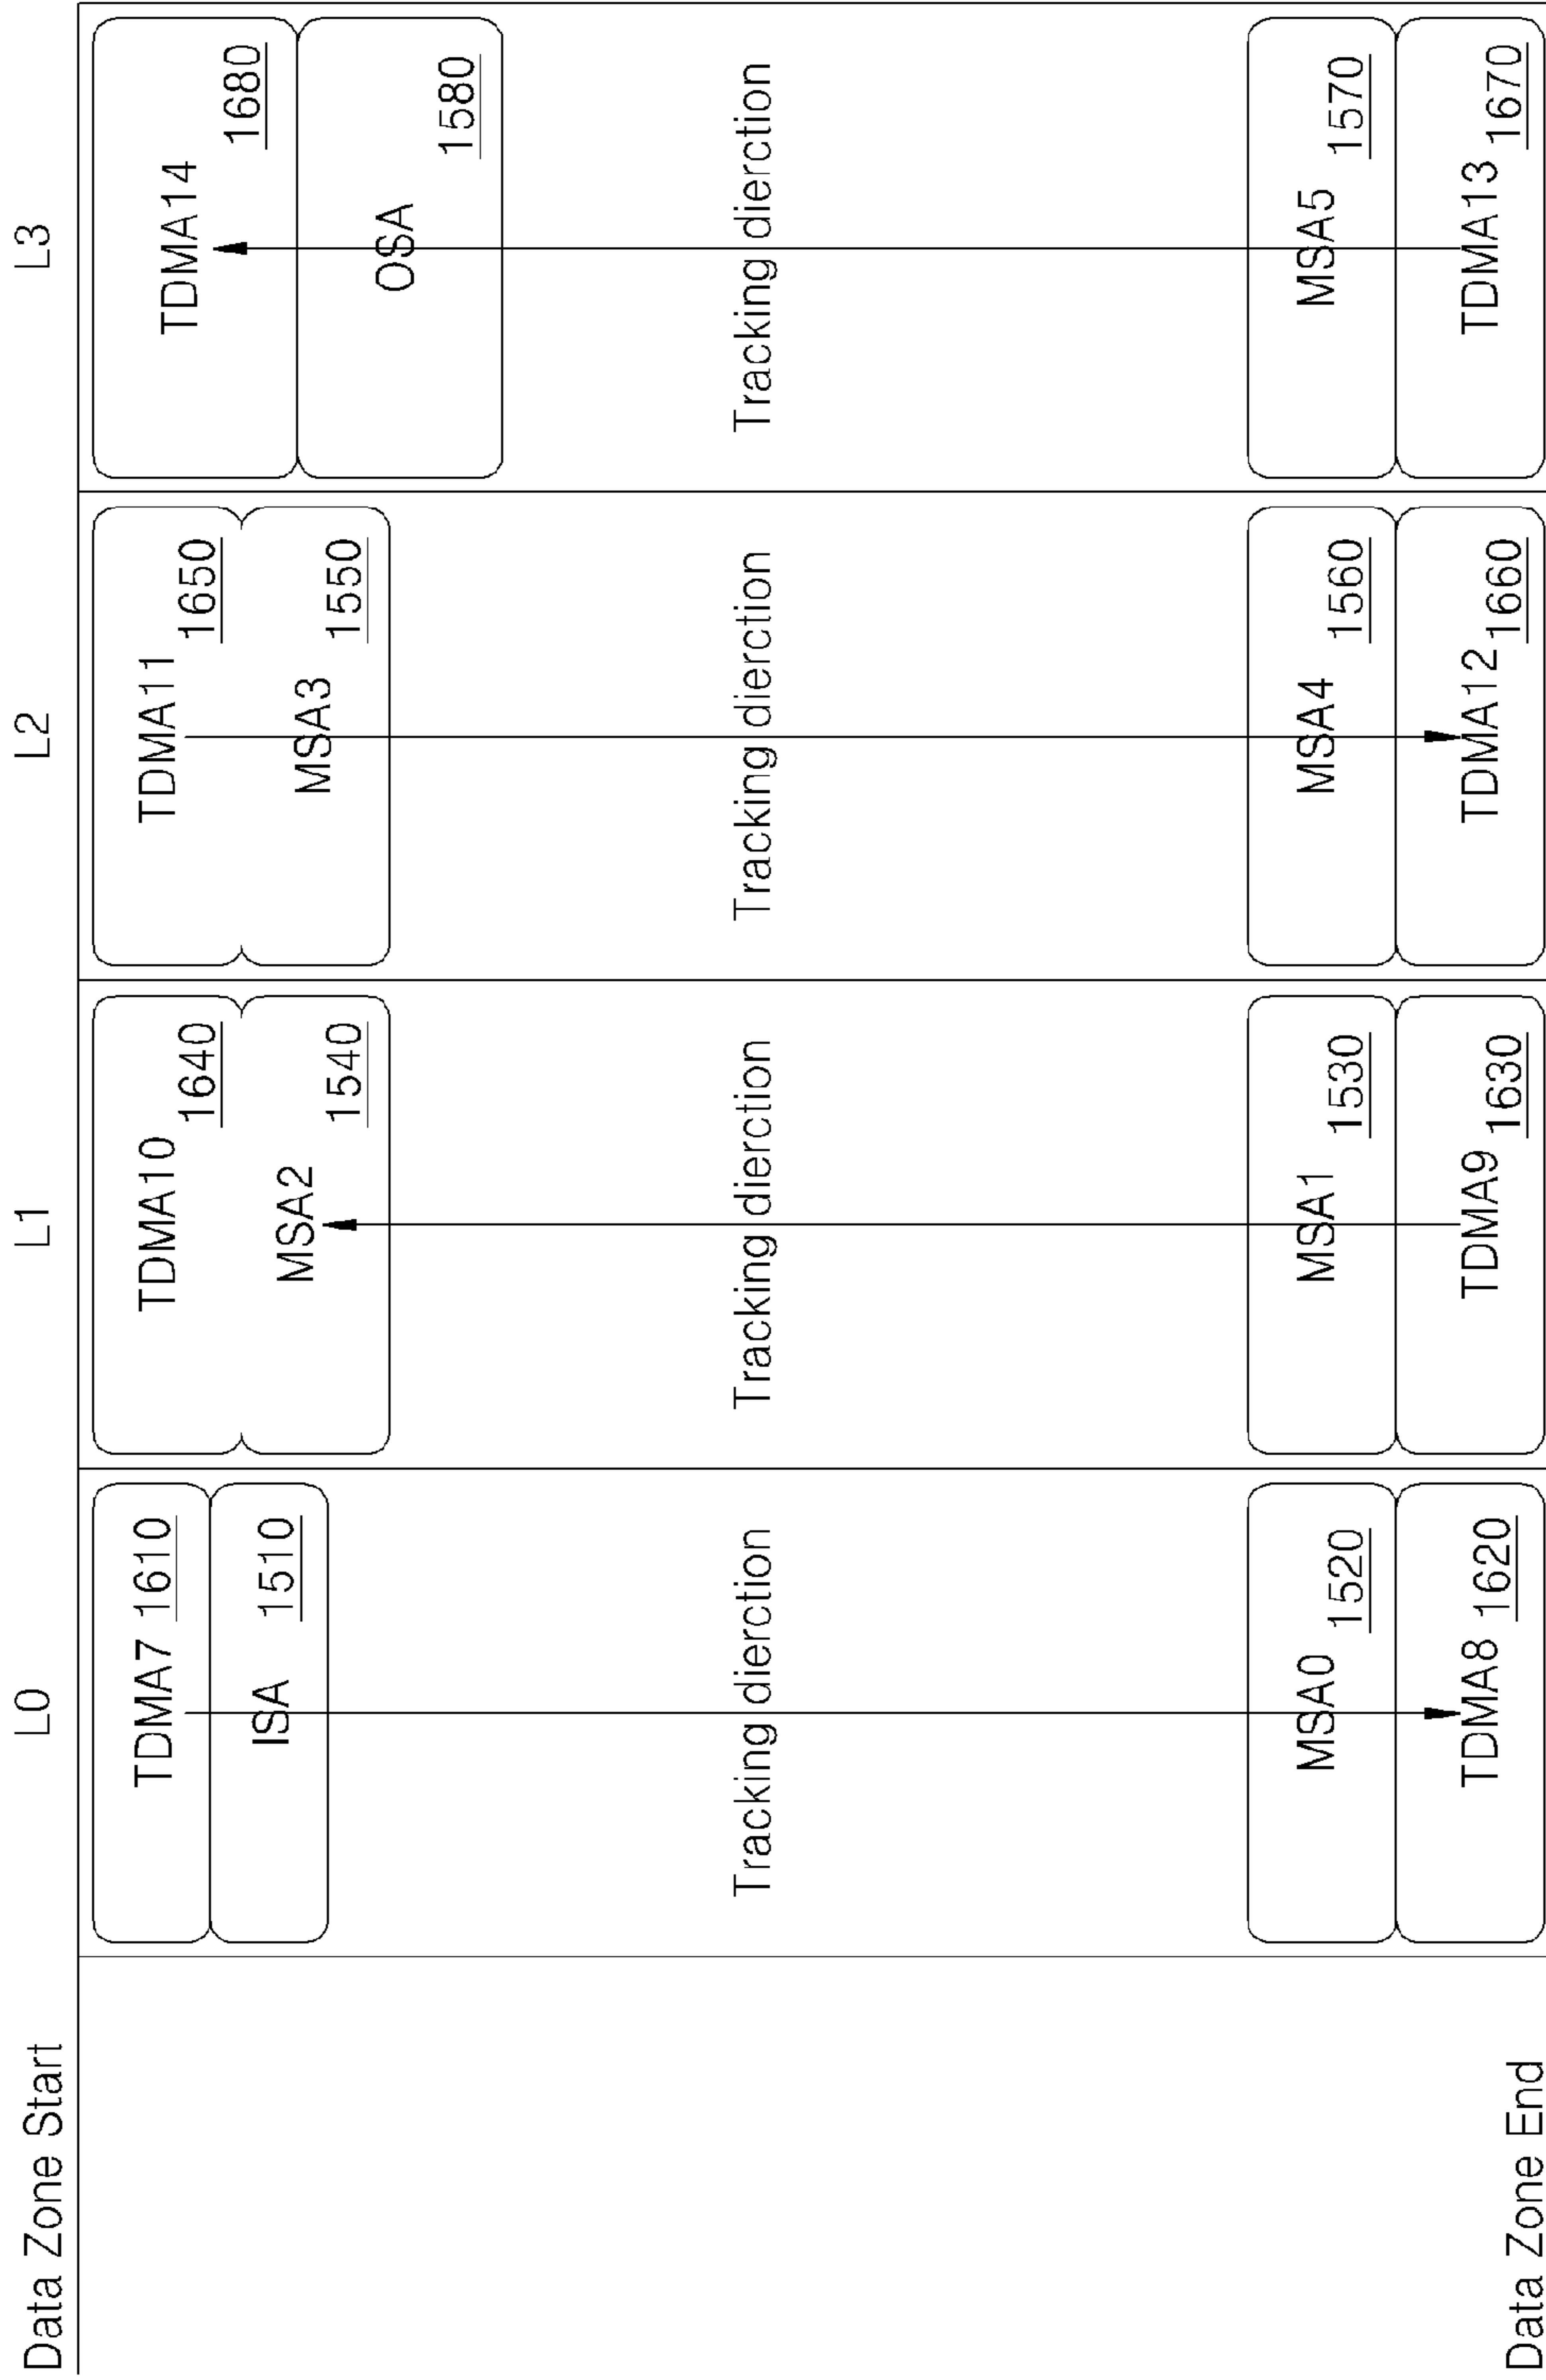 Data Zone Start
L0
L1
L2
L3
TDMA7 1610
ISA 1510
TDMA10
1640
MSA2
1540
TDMA11
1650
MSA3
1550
TDMA14
1680
OSA
1580
Tracking dierction
Tracking dierction
Tracking dierction
Tracking dierction
MSA0
1520
MSA1
1530
MSA4
1560
MSA5
1570
Data Zone End
TDMA8 1620
TDMA9
1630
TDMA12
1660
TDMA13
1670